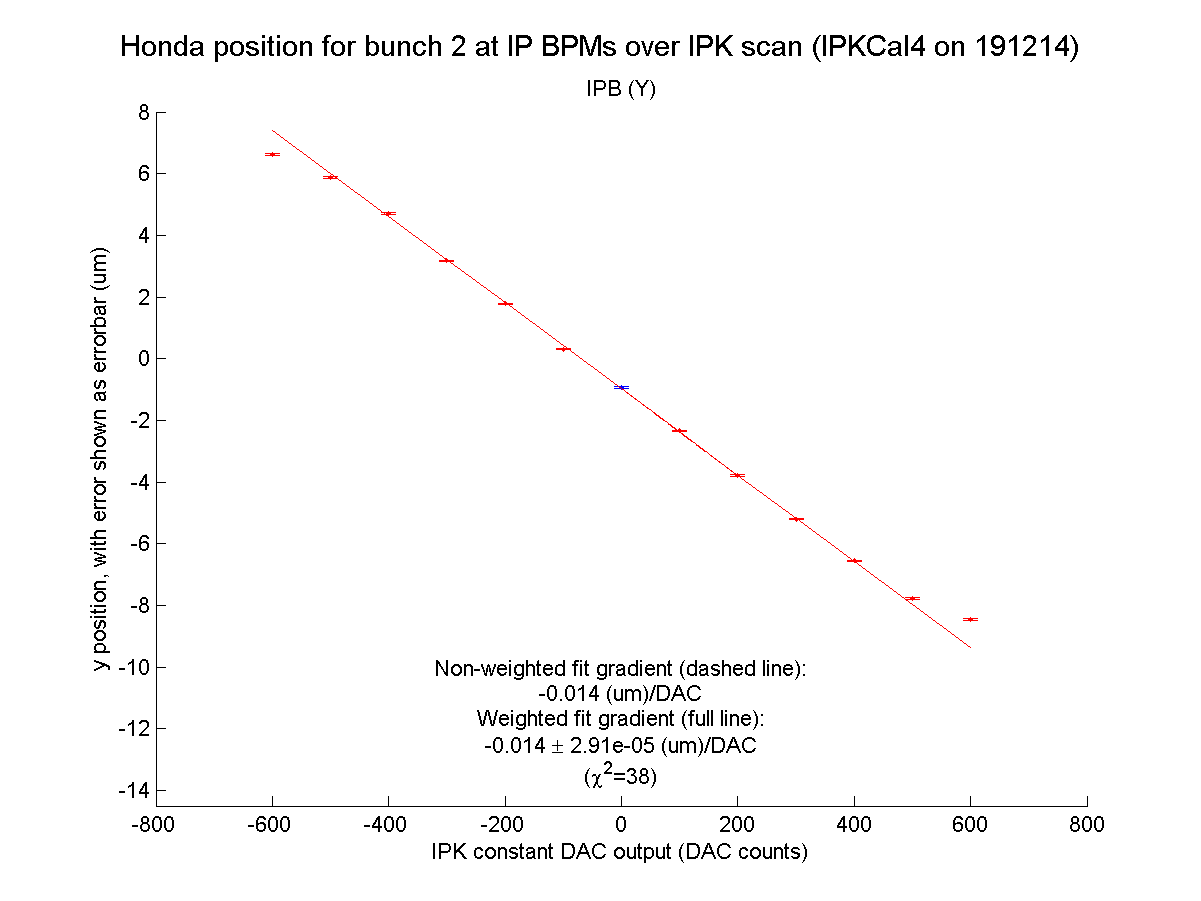 Honda position for bunch 2 at IP BPMs over IPK scan (IPKCal4 on 191214)
IPB (Y)
8
6
4
2
0
-2
-4
-6
-8
-10
-12
-14
y position, with error shown as errorbar (um)
Non-weighted fit gradient (dashed line):
-0.014 (um)/DAC
Weighted fit gradient (full line):
-0.014 ± 2.91e-05 (um)/DAC
(χ²=38)
-800 -600 -400 -200 0 200 400 600 800
IPK constant DAC output (DAC counts)